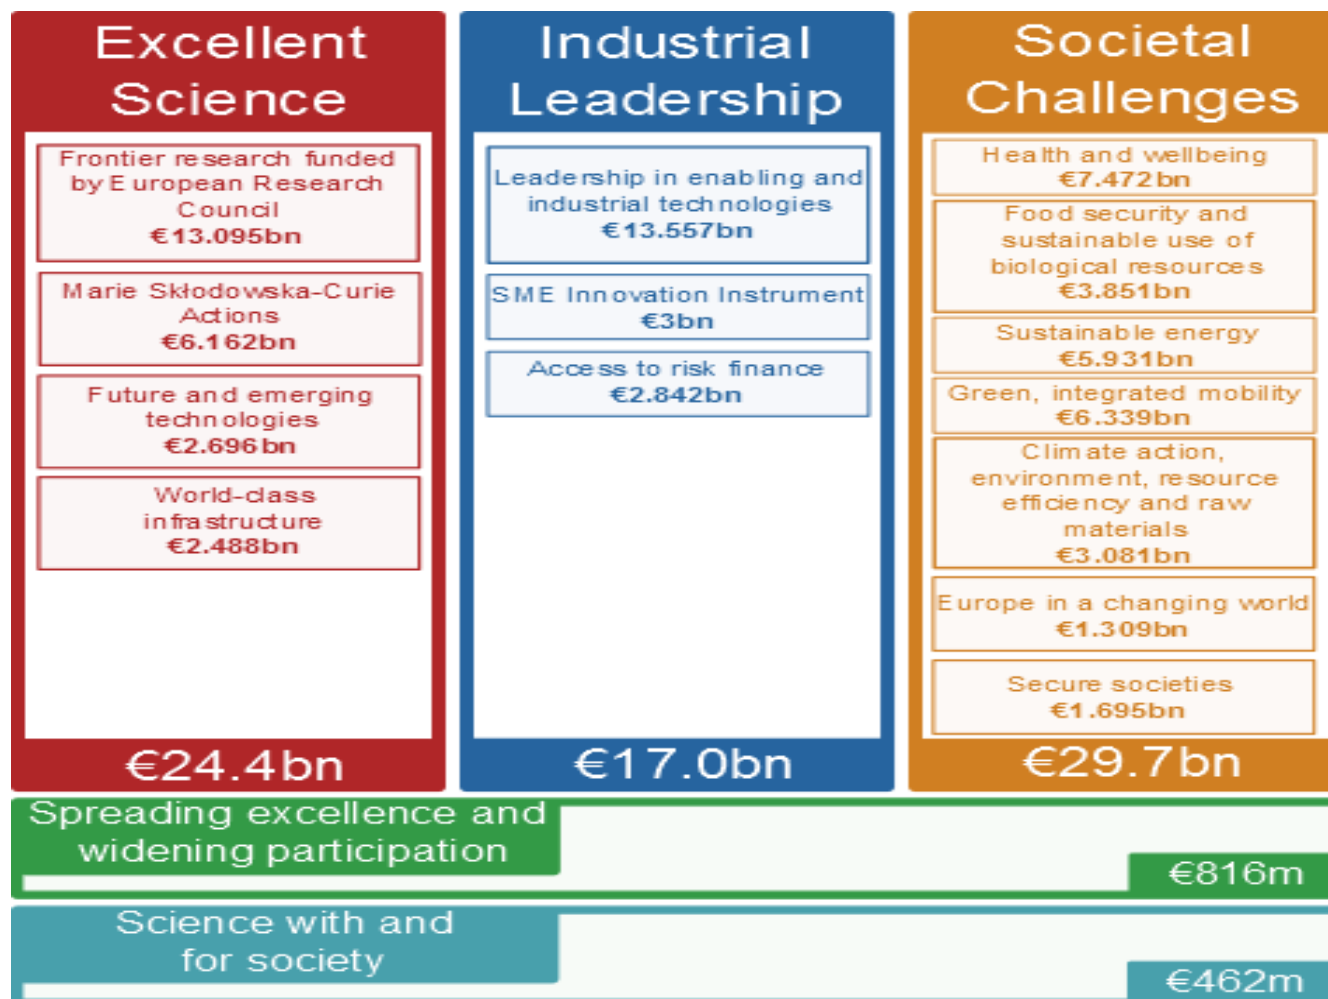 Excellent
Science
Frontier research funded
by European Research
Council
€13.095bn
Marie Skłodowska-Curie
Actions
€6.162bn
Future and emerging
technologies
€2.696bn
World-class
infrastructure
€2.488bn
€24.4bn
Industrial
Leadership
Leadership in enabling and
industrial technologies
€13.557bn
SME Innovation Instrument
€3bn
Access to risk finance
€2.842bn
€17.0bn
Societal
Challenges
Health and wellbeing
€7.472bn
Food security and
sustainable use of
biological resources
€3.851bn
Sustainable energy
€5.931bn
Green, integrated mobility
€6.339bn
Climate action,
environment, resource
efficiency and raw
materials
€3.081bn
Europe in a changing world
€1.309bn
Secure societies
€1.695bn
€29.7bn
Spreading excellence and
widening participation
€816m
Science with and
for society
€462m